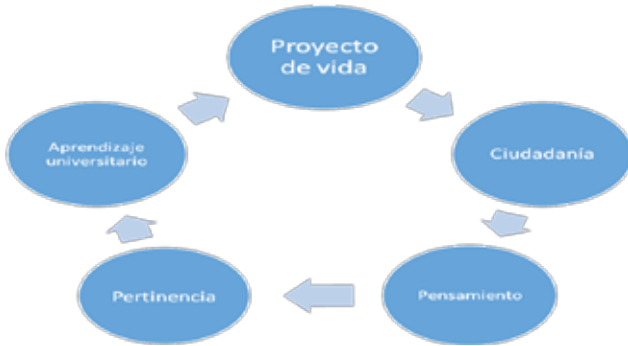 Proyecto
de vida
Ciudadanía
Pensamiento
Pertinencia
Aprendizaje
universitario